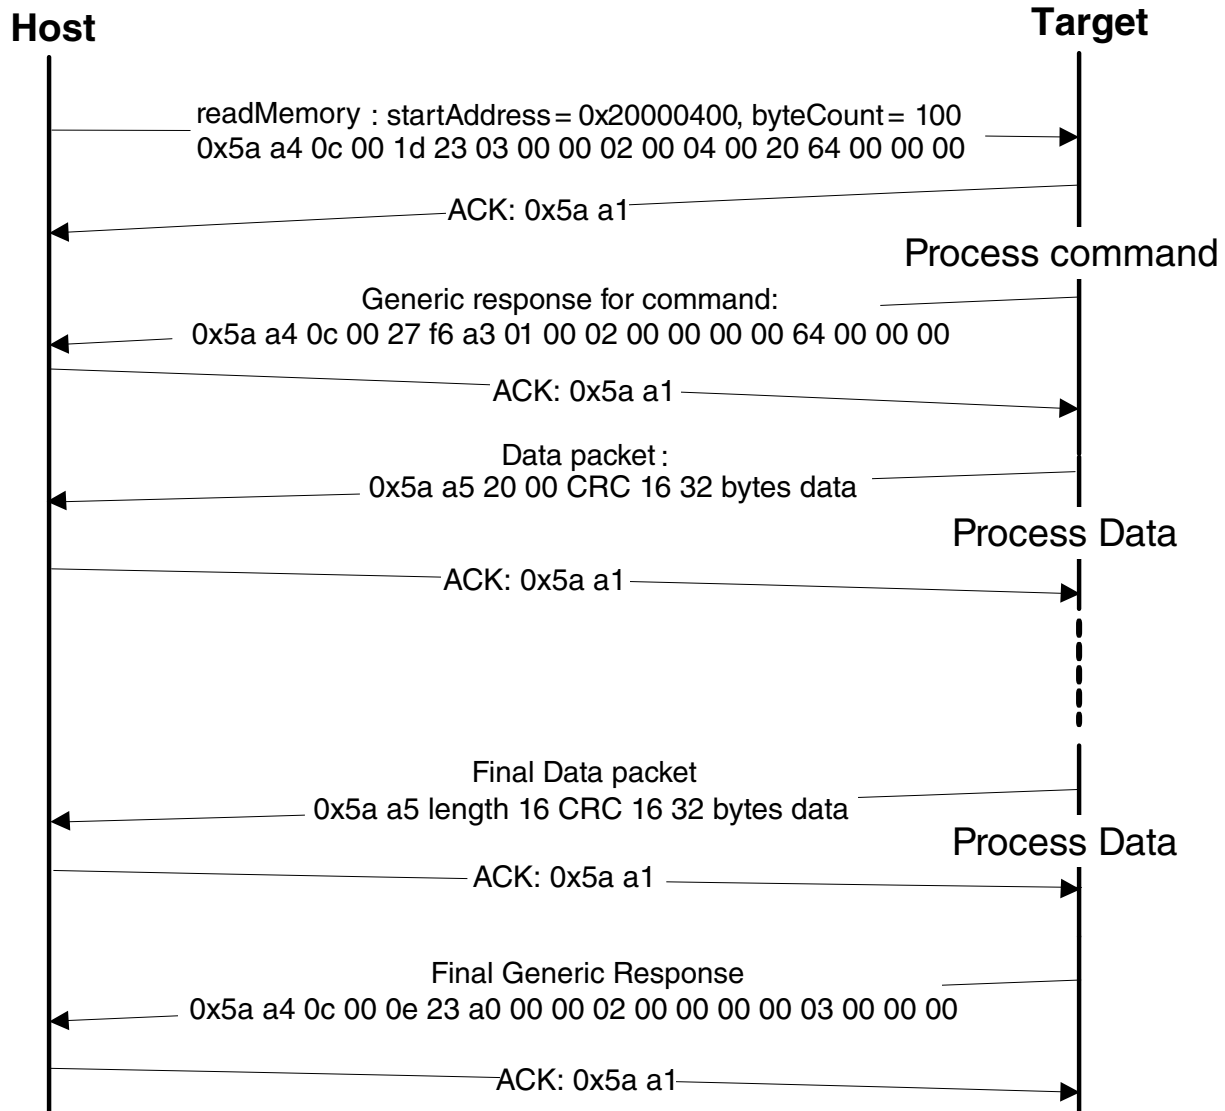 Host
Target
readMemory : startAddress = 0x20000400, byteCount = 100
0x5a a4 0c 00 1d 23 03 00 00 02 00 04 00 20 64 00 00 00
ACK: 0x5a a1
Process command
Generic response for command:
0x5a a4 0c 00 27 f6 a3 01 00 02 00 00 00 00 64 00 00 00
ACK: 0x5a a1
Data packet :
0x5a a5 20 00 CRC 16 32 bytes data
Process Data
ACK: 0x5a a1
Final Data packet
0x5a a5 length 16 CRC 16 32 bytes data
Process Data
ACK: 0x5a a1
Final Generic Response
0x5a a4 0c 00 0e 23 a0 00 00 02 00 00 00 00 03 00 00 00
ACK: 0x5a a1